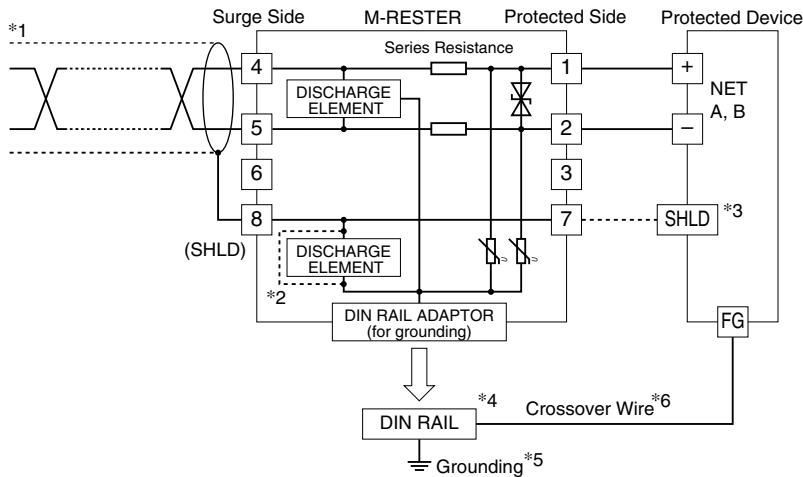 Surge Side
M-RESTER
Protected Side
Protected Device
*1
Series Resistance
4
1
+
DISCHARGE
ELEMENT
NET
A, B
5
2
−
6
3
8
7
SHLD
*3
(SHLD)
DISCHARGE
ELEMENT
*2
DIN RAIL ADAPTOR
(for grounding)
FG
*4
Crossover Wire*6
DIN RAIL
Grounding*5